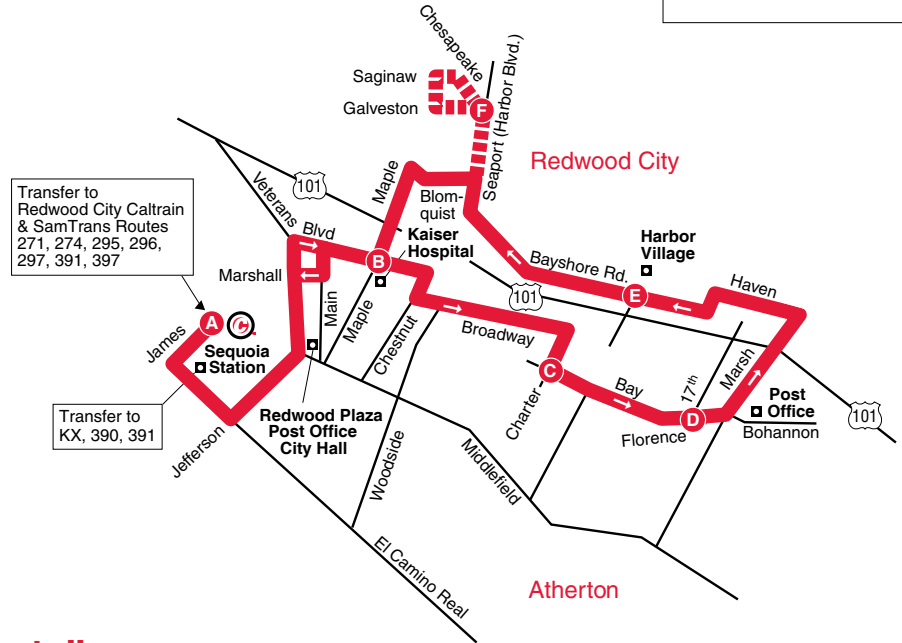 Chesapeake
Saginaw
Galveston
F
Seaport (Harbor Blvd.)
Redwood City
101
Maple
Veterans
Blom-
quist
Transfer to
Redwood City Caltrain
& SamTrans Routes
271, 274, 295, 296,
297, 391, 397
Blvd
Kaiser
Hospital
B
Harbor
Village
Bayshore Rd.
E
Haven
Marshall
101
Main
Maple
Chestnut
Broadway
A
C
James
Sequoia
Station
Transfer to
KX, 390, 391
Jefferson
Redwood Plaza
Post Office
City Hall
Woodside
Middlefield
Charter
C
Bay
Florence
17th
D
Marsh
Post
Office
Bohannon
101
El Camino Real
Atherton